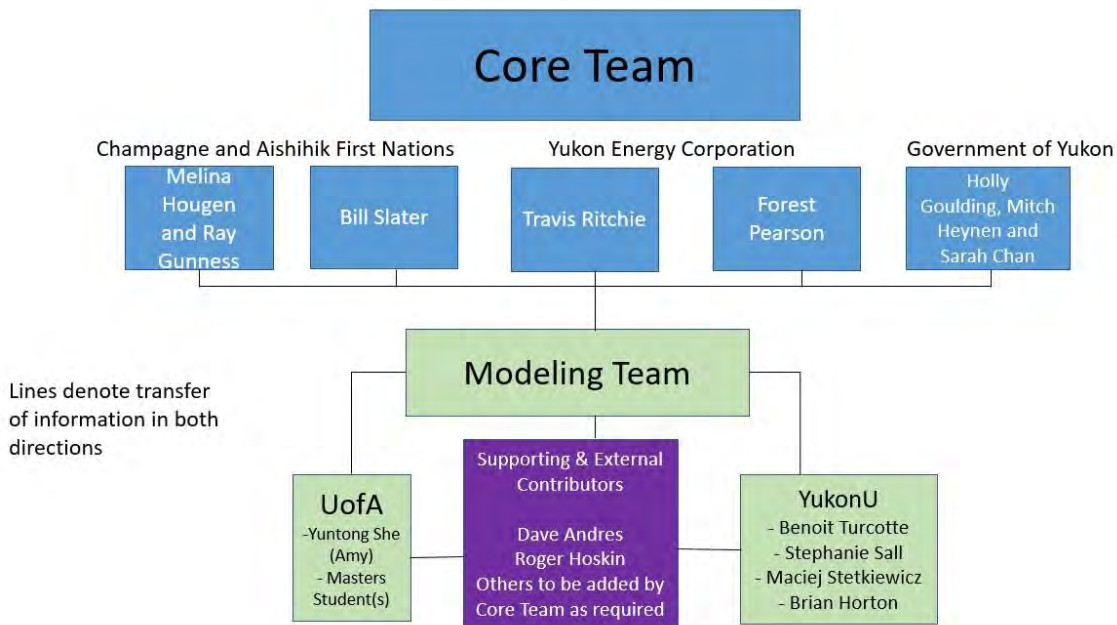 Core Team
Champagne and Aishihik First Nations
Yukon Energy Corporation
Government of Yukon
Melina
Hougen
and Ray
Gunness
Bill Slater
Travis Ritchie
Forest
Pearson
Holly
Goulding, Mitch
Heynen and
Sarah Chan
Modeling Team
Lines denote transfer
of information in both
directions
UofA
-Yuntong She
(Amy)
- Masters
Student(s)
Supporting & External
Contributors
Dave Andres
Roger Hoskin
Others to be added by
Core Team as required
YukonU
- Benoit Turcotte
- Stephanie Sall
- Maciej Stetkiewicz
- Brian Horton